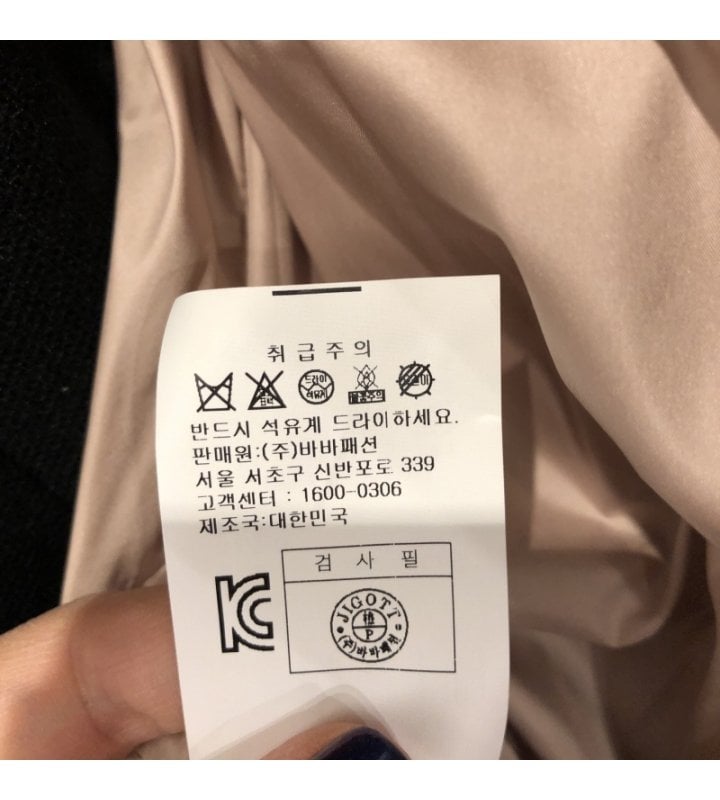 취급주의
표백 드라이 석유계
반드시 석유계 드라이하세요.
판매원:(주)바바패션
서울 서초구 신반포로 339
고객센터 : 1600-0306
제조국:대한민국
검 사 필
JIGOTT
P
(주)바바패션